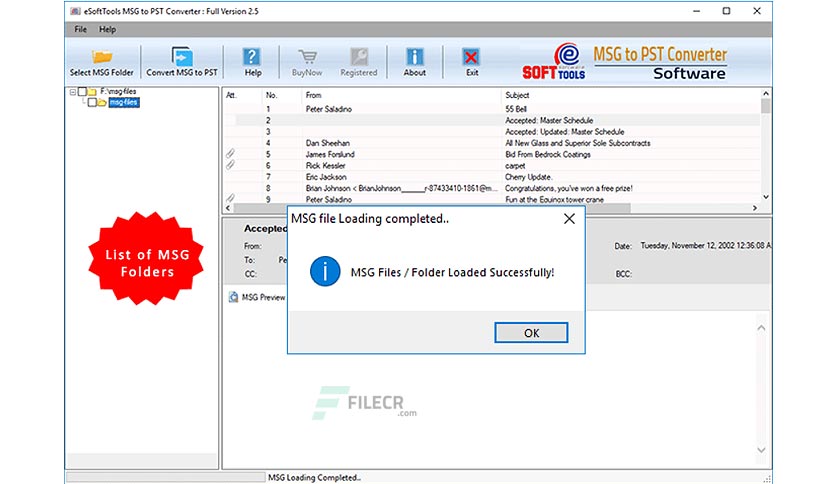 eSoftTools MSG to PST Converter : Full Version 2.5
File Help
Select MSG Folder Convert MSG to PST Help BuyNow Registered About Exit
e SOFT TOOLS
MSG to PST Converter
Software
F:\msg-files
msg-files
Att. No. From Subject
1 Peter Saladino 55 Bell
2 Accepted: Master Schedule
3 Accepted: Updated: Master Schedule
4 Dan Sheehan All New Glass and Superior Sole Subcontracts
5 James Forslund Bid From Bedrock Coatings
6 Rick Kessler carpet
7 Eric Jackson Cherry Update.
8 Brian Johnson < BrianJohnson______r-87433410-1861@m... Congratulations, you've won a free prize!
9 Peter Saladino Fun at the Equinox tower crane
List of MSG
Folders
Accepted
From:
Date: Tuesday, November 12, 2002 12:36:08 A
To: Pe
CC:
BCC:
MSG Preview
MSG file Loading completed..
MSG Files / Folder Loaded Successfully!
OK
FILECR
.com
MSG Loading Completed..